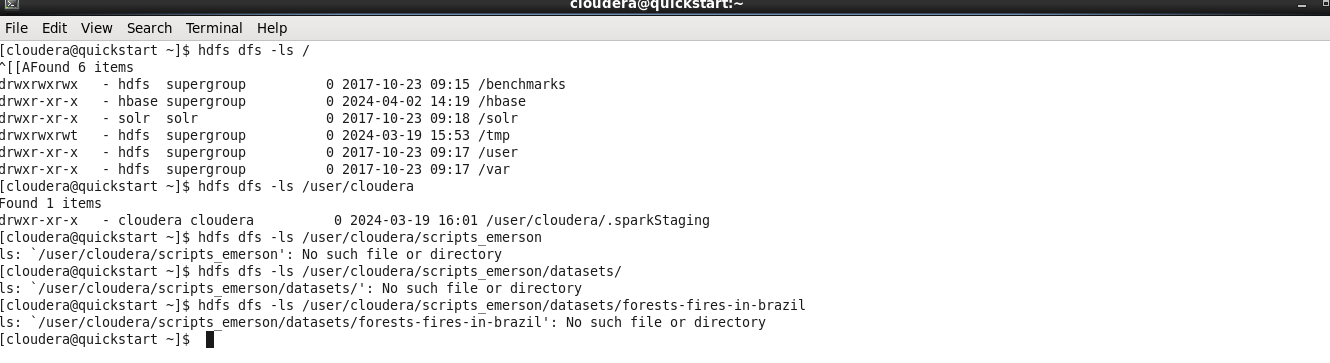 cloudera@quickstart:~
File Edit View Search Terminal Help
[cloudera@quickstart ~]$ hdfs dfs -ls /
^[[AFound 6 items
drwxrwxrwx   - hdfs  supergroup          0 2017-10-23 09:15 /benchmarks
drwxr-xr-x   - hbase supergroup          0 2024-04-02 14:19 /hbase
drwxr-xr-x   - solr  solr                0 2017-10-23 09:18 /solr
drwxrwxrwt   - hdfs  supergroup          0 2024-03-19 15:53 /tmp
drwxr-xr-x   - hdfs  supergroup          0 2017-10-23 09:17 /user
drwxr-xr-x   - hdfs  supergroup          0 2017-10-23 09:17 /var
[cloudera@quickstart ~]$ hdfs dfs -ls /user/cloudera
Found 1 items
drwxr-xr-x   - cloudera cloudera          0 2024-03-19 16:01 /user/cloudera/.sparkStaging
[cloudera@quickstart ~]$ hdfs dfs -ls /user/cloudera/scripts_emerson
ls: `/user/cloudera/scripts_emerson': No such file or directory
[cloudera@quickstart ~]$ hdfs dfs -ls /user/cloudera/scripts_emerson/datasets/
ls: `/user/cloudera/scripts_emerson/datasets/': No such file or directory
[cloudera@quickstart ~]$ hdfs dfs -ls /user/cloudera/scripts_emerson/datasets/forests-fires-in-brazil
ls: `/user/cloudera/scripts_emerson/datasets/forests-fires-in-brazil': No such file or directory
[cloudera@quickstart ~]$